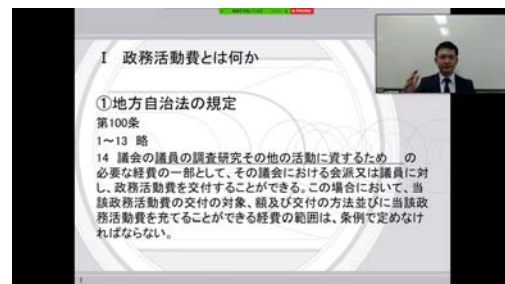 Ⅰ 政務活動費とは何か
①地方自治法の規定
第100条
1～13 略
14 議会の議員の調査研究その他の活動に資するため の
必要な経費の一部として、その議会における会派又は議員に対
し、政務活動費を交付することができる。この場合において、当
該政務活動費の交付の対象、額及び交付の方法並びに当該政
務活動費を充てることができる経費の範囲は、条例で定めなけ
ればならない。
1